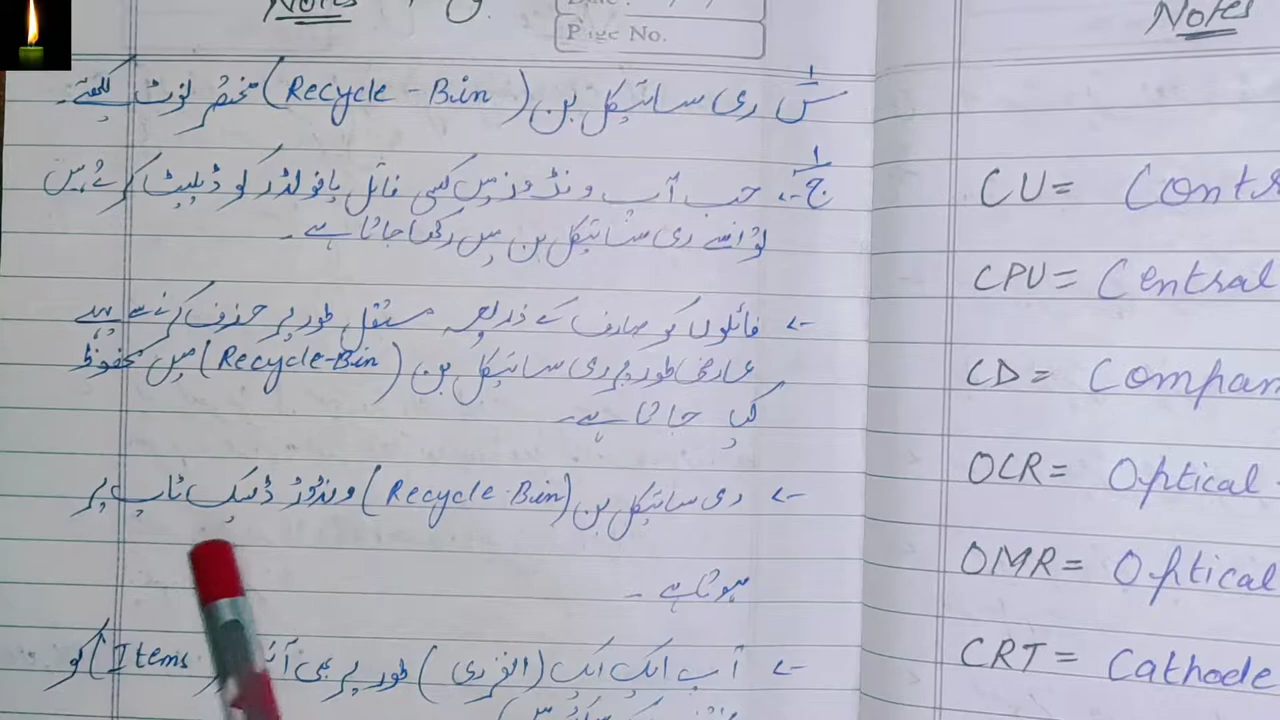 Notes
Page No.
س۱ ری سائیکل بن (Recycle-Bin) مختصر نوٹ لکھئے۔
ج۱۔ جب آپ ونڈوز میں کسی فائل یا فولڈر کو ڈیلیٹ کرتے ہیں
تو اسے ری سائیکل بن میں رکھا جاتا ہے۔
-> فائلوں کو صارف کے ذریعہ مستقل طور پر حذف کرنے سے پہلے
عارضی طور پر ری سائیکل بن (Recycle-Bin) میں محفوظ
کیا جاتا ہے۔
-> ری سائیکل بن (Recycle-Bin) ونڈوز ڈیسک ٹاپ پر
ہوتا ہے۔
-> آپ ایک ایک (انفرادی) طور پر بھی (Items) کو
Notes
CU =
CPU = Central
CD =
OCR = Optical
OMR = Optical
CRT = Cathode